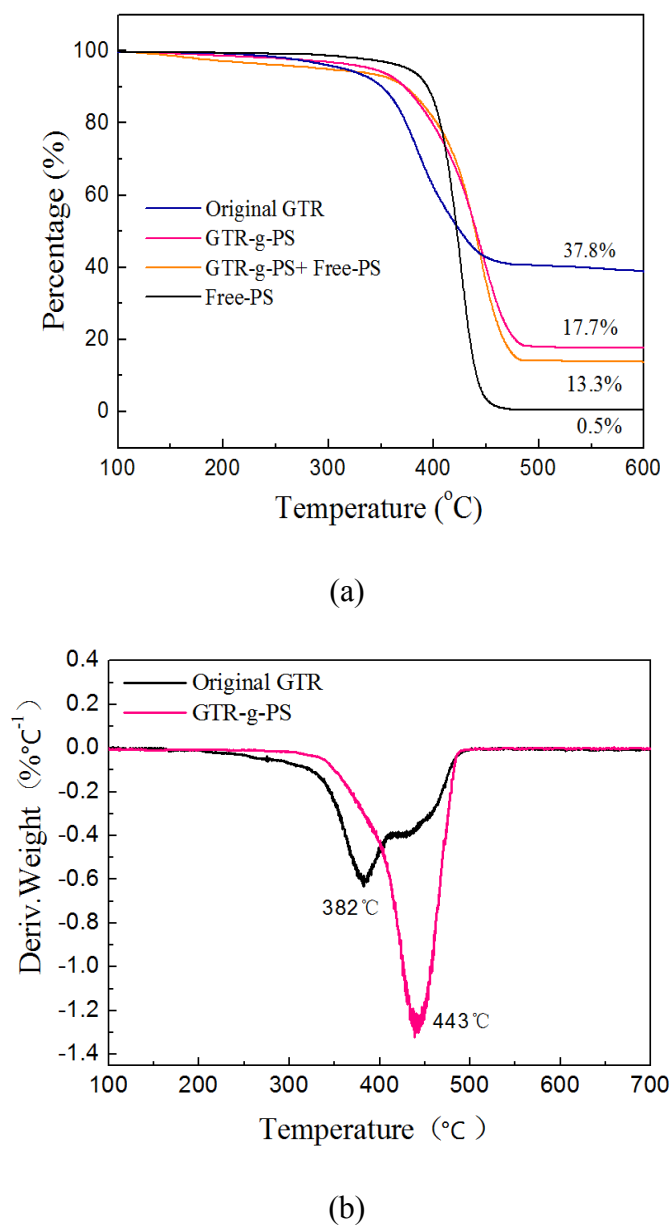 100
80
60
40
20
0
Percentage (%)
Original GTR
GTR-g-PS
GTR-g-PS+ Free-PS
Free-PS
37.8%
17.7%
13.3%
0.5%
100 200 300 400 500 600
Temperature (°C)
(a)
0.4
0.2
0.0
-0.2
-0.4
-0.6
-0.8
-1.0
-1.2
-1.4
Deriv.Weight (%°C⁻¹)
Original GTR
GTR-g-PS
382℃
443℃
100 200 300 400 500 600 700
Temperature (°C)
(b)